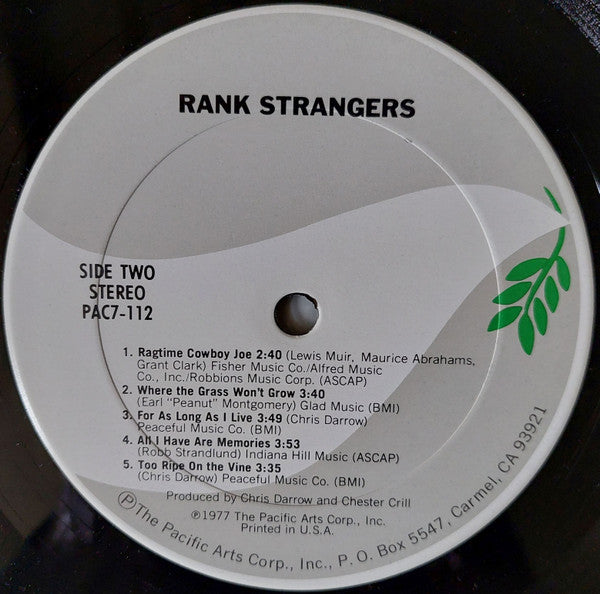 RANK STRANGERS
SIDE TWO
STEREO
PAC7-112
1. Ragtime Cowboy Joe 2:40 (Lewis Muir, Maurice Abrahams,
Grant Clark) Fisher Music Co./Alfred Music
Co., Inc./Robbions Music Corp. (ASCAP)
2. Where the Grass Won't Grow 3:40
(Earl "Peanut" Montgomery) Glad Music (BMI)
3. For As Long As I Live 3:49 (Chris Darrow)
Peaceful Music Co. (BMI)
4. All I Have Are Memories 3:53
(Robb Strandlund) Indiana Hill Music (ASCAP)
5. Too Ripe On the Vine 3:35
(Chris Darrow) Peaceful Music Co. (BMI)
Produced by Chris Darrow and Chester Crill
℗1977 The Pacific Arts Corp., Inc.
Printed in U.S.A.
℗The Pacific Arts Corp., Inc., P. O. Box 5547, Carmel, CA 93921